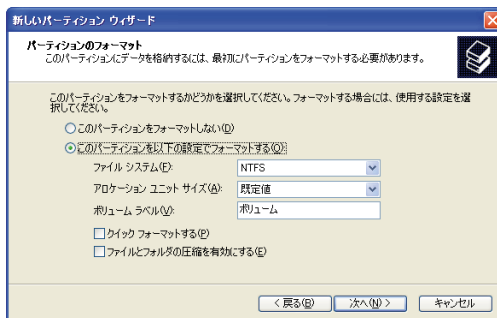 新しいパーティション ウィザード
パーティションのフォーマット
このパーティションにデータを格納するには、最初にパーティションをフォーマットする必要があります。
このパーティションをフォーマットするかどうかを選択してください。フォーマットする場合には、使用する設定を選
択してください。
このパーティションをフォーマットしない(D)
このパーティションを以下の設定でフォーマットする(O):
ファイル システム(F): NTFS
アロケーション ユニット サイズ(A): 既定値
ボリューム ラベル(V): ボリューム
クイック フォーマットする(P)
ファイルとフォルダの圧縮を有効にする(E)
< 戻る(B) 次へ(N) > キャンセル